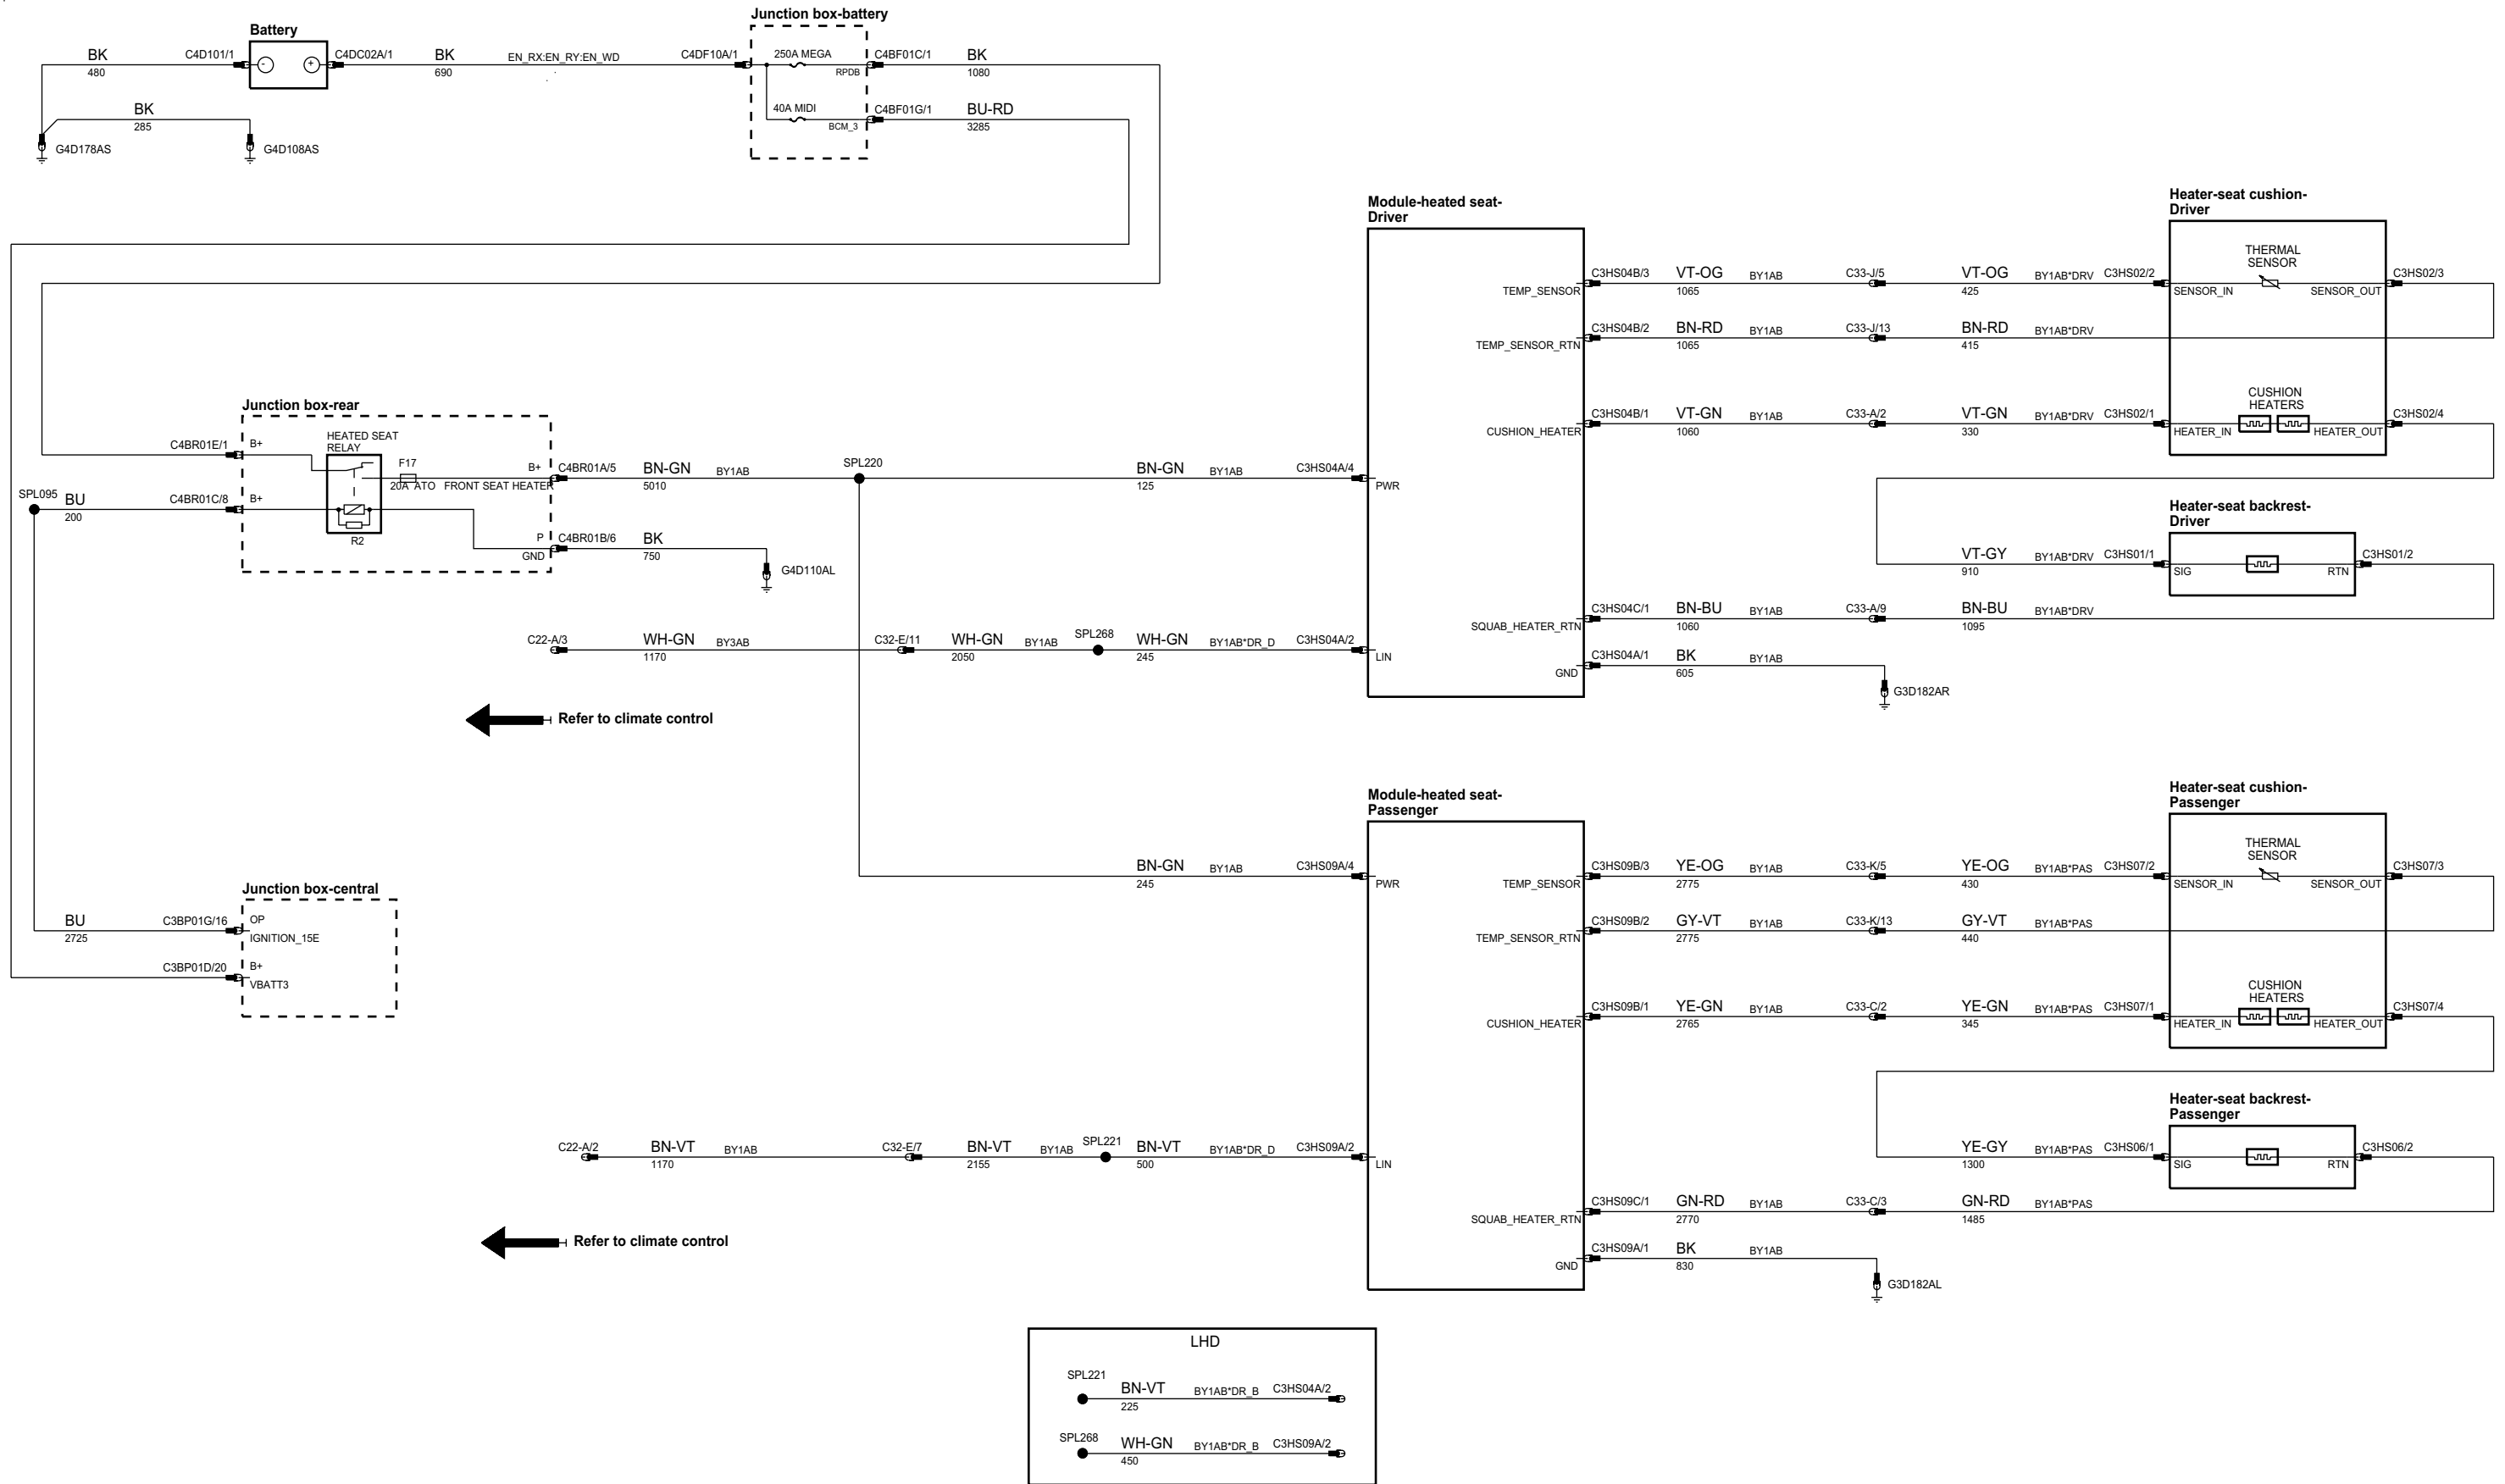 Junction box-battery
Battery
BK
480
C4D101/1
-
+
C4DC02A/1
BK
690
EN_RX:EN_RY:EN_WD
C4DF10A/1
250A MEGA
RPDB
C4BF01C/1
BK
1080
BK
285
40A MIDI
BCM_3
C4BF01G/1
BU-RD
3285
G4D178AS
G4D108AS
Module-heated seat-
Driver
Heater-seat cushion-
Driver
TEMP_SENSOR
C3HS04B/3
VT-OG
1065
BY1AB
C33-J/5
VT-OG
425
BY1AB*DRV
C3HS02/2
SENSOR_IN
THERMAL
SENSOR
SENSOR_OUT
C3HS02/3
TEMP_SENSOR_RTN
C3HS04B/2
BN-RD
1065
BY1AB
C33-J/13
BN-RD
415
BY1AB*DRV
CUSHION_HEATER
C3HS04B/1
VT-GN
1060
BY1AB
C33-A/2
VT-GN
330
BY1AB*DRV
C3HS02/1
HEATER_IN
CUSHION
HEATERS
HEATER_OUT
C3HS02/4
Junction box-rear
C4BR01E/1
B+
HEATED SEAT
RELAY
F17
20A ATO
FRONT SEAT HEATER
B+
C4BR01A/5
BN-GN
5010
BY1AB
SPL220
BN-GN
125
BY1AB
C3HS04A/4
PWR
SPL095
BU
200
C4BR01C/8
B+
R2
P
GND
C4BR01B/6
BK
750
G4D110AL
Heater-seat backrest-
Driver
VT-GY
910
BY1AB*DRV
C3HS01/1
SIG
RTN
C3HS01/2
SQUAB_HEATER_RTN
C3HS04C/1
BN-BU
1060
BY1AB
C33-A/9
BN-BU
1095
BY1AB*DRV
C22-A/3
WH-GN
1170
BY3AB
C32-E/11
WH-GN
2050
BY1AB
SPL268
WH-GN
245
BY1AB*DR_D
C3HS04A/2
LIN
GND
C3HS04A/1
BK
605
BY1AB
G3D182AR
Refer to climate control
Module-heated seat-
Passenger
Heater-seat cushion-
Passenger
BN-GN
245
BY1AB
C3HS09A/4
PWR
TEMP_SENSOR
C3HS09B/3
YE-OG
2775
BY1AB
C33-K/5
YE-OG
430
BY1AB*PAS
C3HS07/2
SENSOR_IN
THERMAL
SENSOR
SENSOR_OUT
C3HS07/3
Junction box-central
BU
2725
C3BP01G/16
OP
IGNITION_15E
C3BP01D/20
B+
VBATT3
TEMP_SENSOR_RTN
C3HS09B/2
GY-VT
2775
BY1AB
C33-K/13
GY-VT
440
BY1AB*PAS
CUSHION_HEATER
C3HS09B/1
YE-GN
2765
BY1AB
C33-C/2
YE-GN
345
BY1AB*PAS
C3HS07/1
HEATER_IN
CUSHION
HEATERS
HEATER_OUT
C3HS07/4
Heater-seat backrest-
Passenger
C22-A/2
BN-VT
1170
BY1AB
C32-E/7
BN-VT
2155
BY1AB
SPL221
BN-VT
500
BY1AB*DR_D
C3HS09A/2
LIN
YE-GY
1300
BY1AB*PAS
C3HS06/1
SIG
RTN
C3HS06/2
SQUAB_HEATER_RTN
C3HS09C/1
GN-RD
2770
BY1AB
C33-C/3
GN-RD
1485
BY1AB*PAS
Refer to climate control
GND
C3HS09A/1
BK
830
BY1AB
G3D182AL
LHD
SPL221
BN-VT
225
BY1AB*DR_B
C3HS04A/2
SPL268
WH-GN
450
BY1AB*DR_B
C3HS09A/2